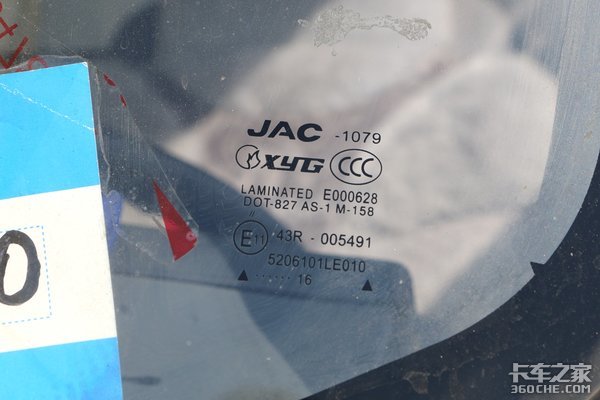 JAC -1079
XYG CCC
LAMINATED E000628
DOT-827 AS-1 M-158
E11 43R - 005491
5206101LE010
▲ ...... 16 ▲
0
卡车之家
360CHE.COM